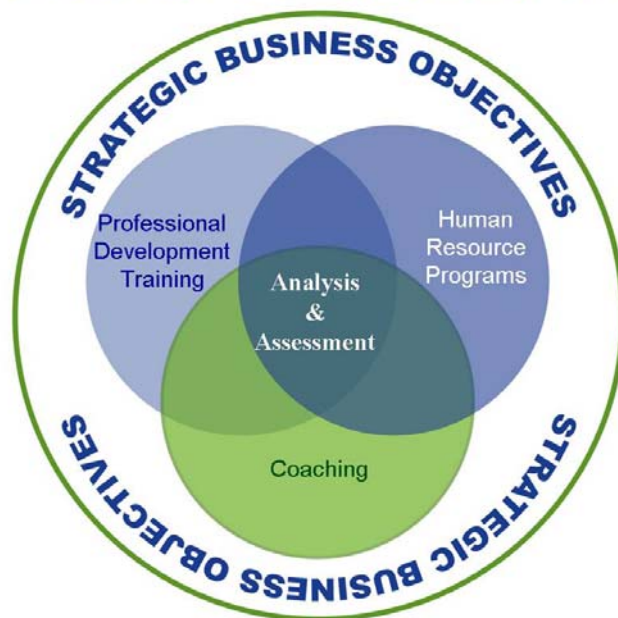 STRATEGIC BUSINESS OBJECTIVES
Professional
Development
Training
Human
Resource
Programs
Analysis
&
Assessment
Coaching
STRATEGIC BUSINESS OBJECTIVES